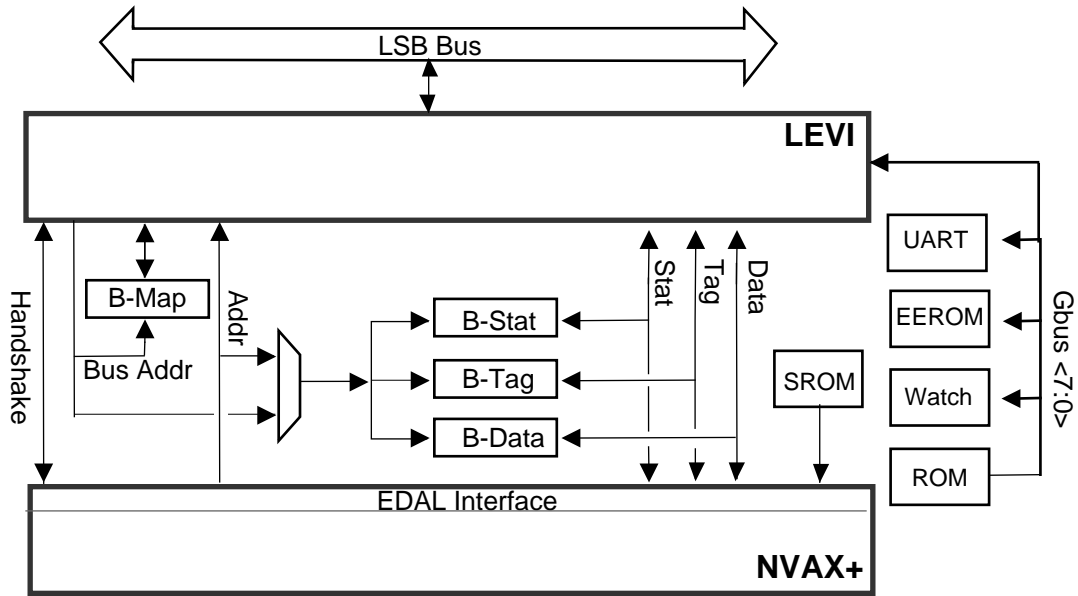 LSB Bus
LEVI
UART
B-Map
Handshake
Addr
Stat
Tag
Data
B-Stat
EEROM
Gbus <7:0>
Bus Addr
B-Tag
SROM
Watch
B-Data
ROM
EDAL Interface
NVAX+